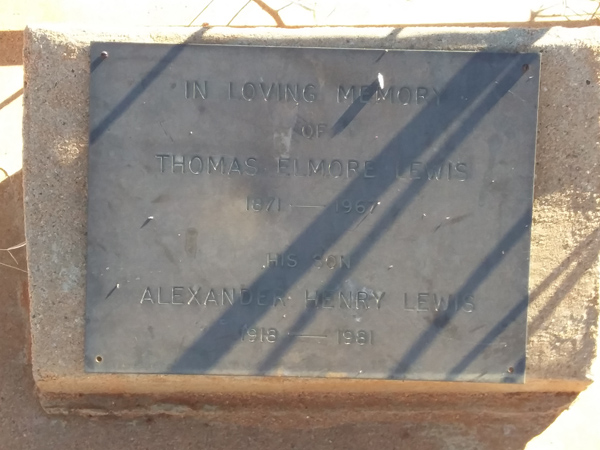 IN LOVING MEMORY
OF
THOMAS ELMORE LEWIS
1871 — 1967
HIS SON
ALEXANDER HENRY LEWIS
1918 — 1981